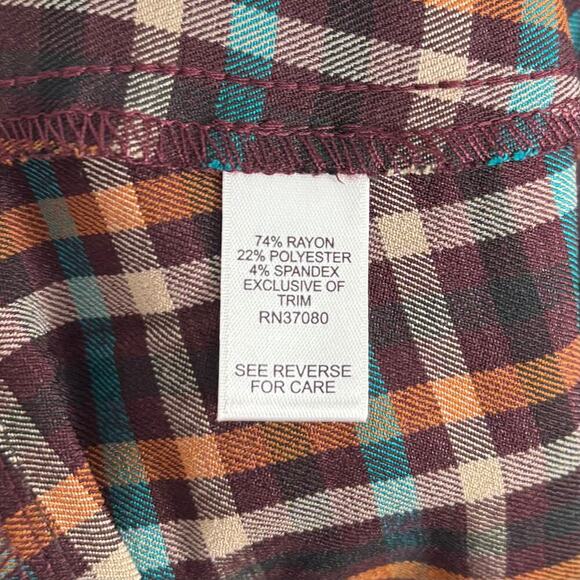 74% RAYON
22% POLYESTER
4% SPANDEX
EXCLUSIVE OF
TRIM
RN37080
SEE REVERSE
FOR CARE